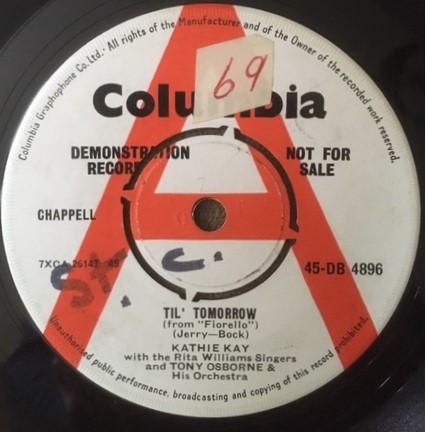 Columbia Graphophone Co. Ltd. · All rights of the Manufacturer and of the Owner of the recorded work reserved.
69
Columbia
DEMONSTRATION RECORD
NOT FOR SALE
CHAPPELL
45-DB 4896
St. C.
TIL' TOMORROW
(from "Fiorello")
(Jerry—Bock)
KATHIE KAY
with the Rita Williams Singers
and TONY OSBORNE &
His Orchestra
Unauthorised public performance, broadcasting and copying of this record prohibited.